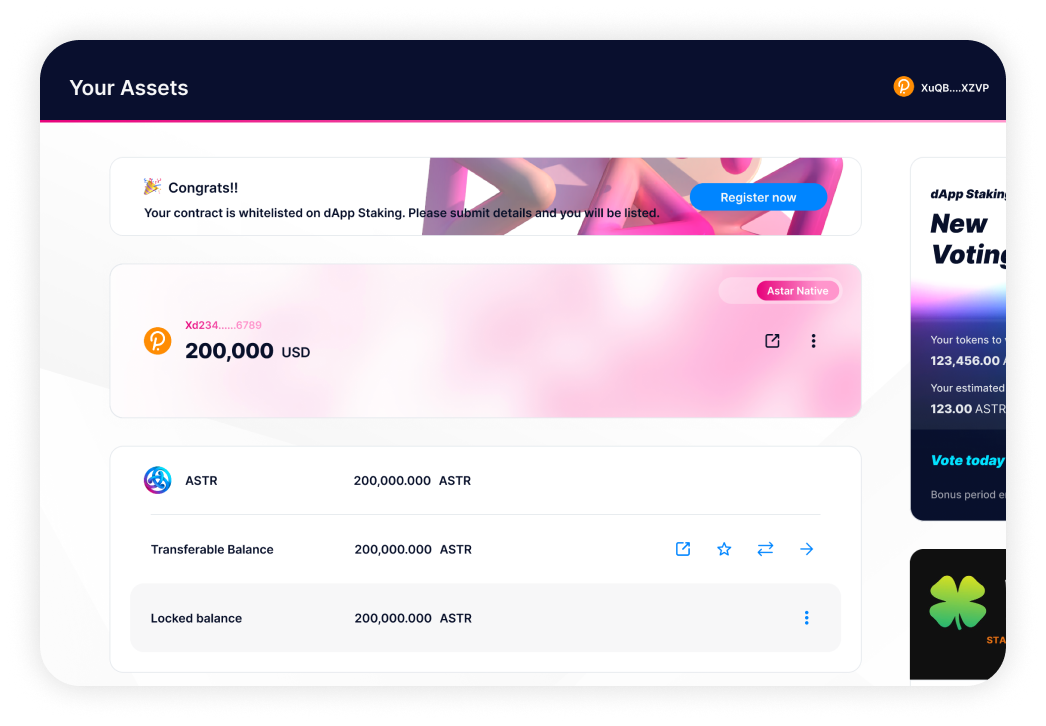 Your Assets
XuQB....XZVP
Congrats!!
Your contract is whitelisted on dApp Staking. Please submit details and you will be listed.
Register now
Astar Native
Xd234......6789
200,000 USD
ASTR 200,000.000 ASTR
Transferable Balance 200,000.000 ASTR
Locked balance 200,000.000 ASTR
dApp Staking
New
Voting
Your tokens to
123,456.00
Your estimated
123.00 ASTR
Vote today
Bonus period
STA